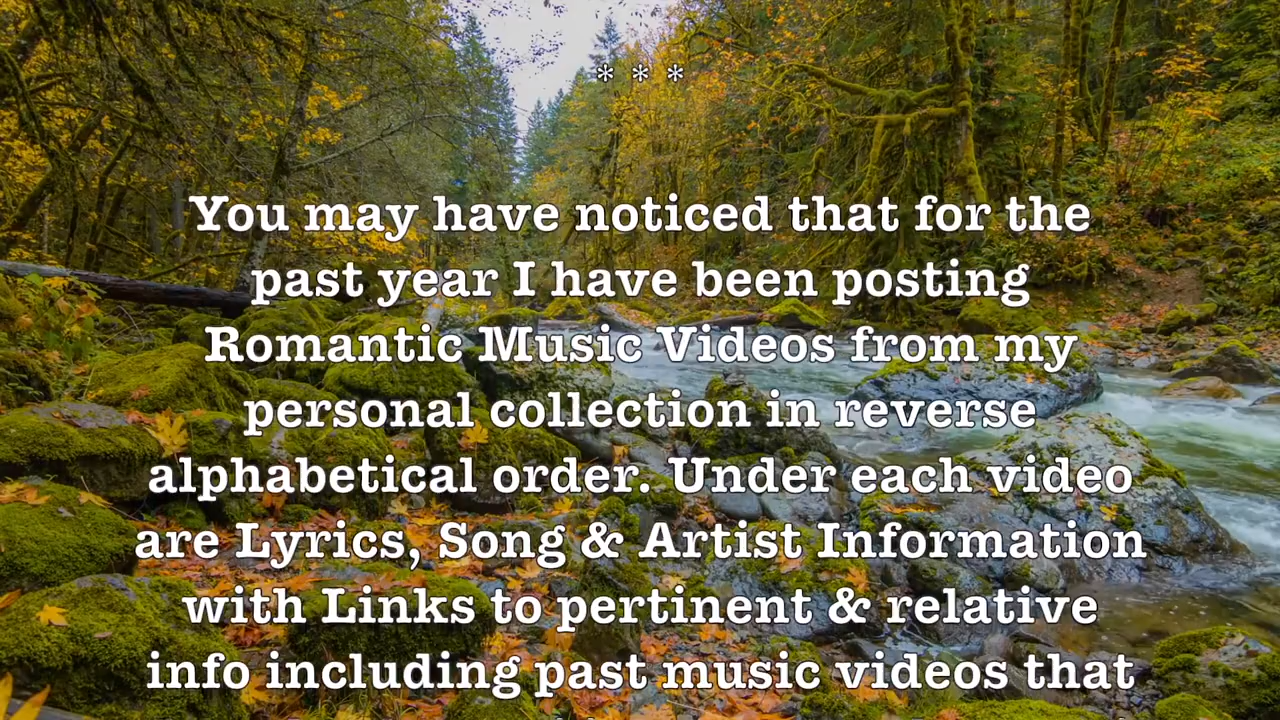 * * *
You may have noticed that for the
past year I have been posting
Romantic Music Videos from my
personal collection in reverse
alphabetical order. Under each video
are Lyrics, Song & Artist Information
with Links to pertinent & relative
info including past music videos that